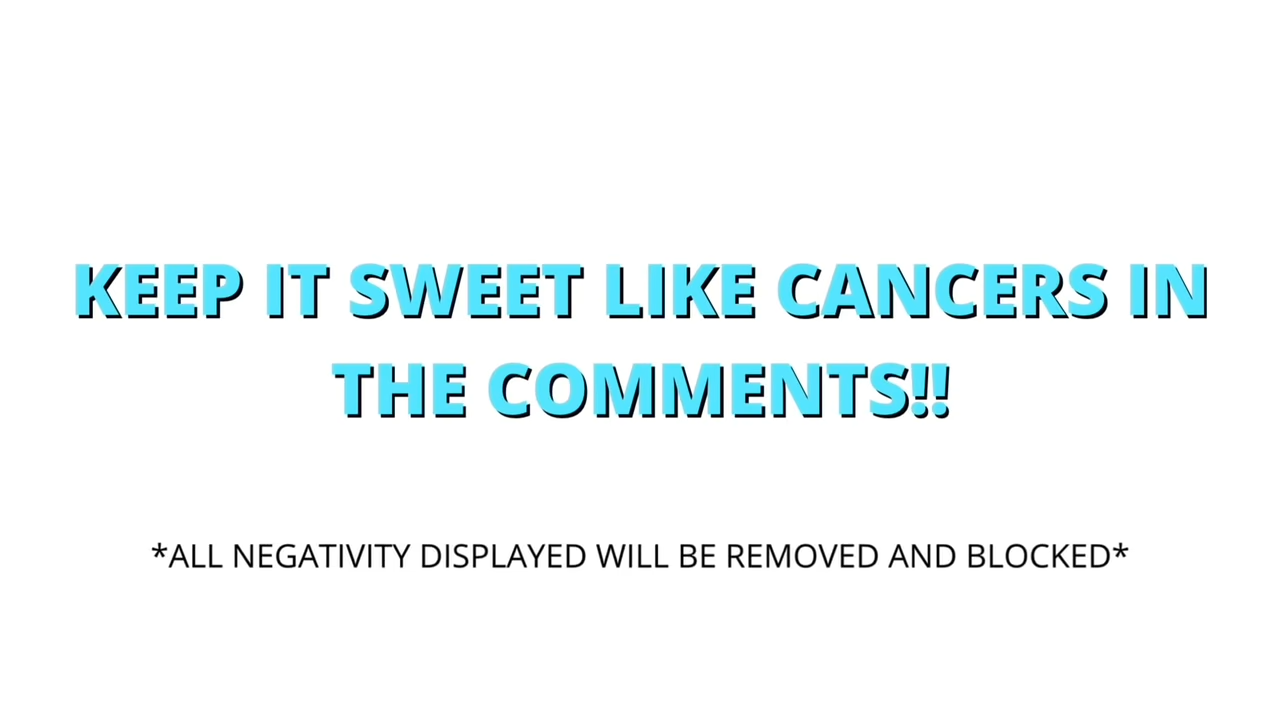 KEEP IT SWEET LIKE CANCERS IN
THE COMMENTS!!
*ALL NEGATIVITY DISPLAYED WILL BE REMOVED AND BLOCKED*